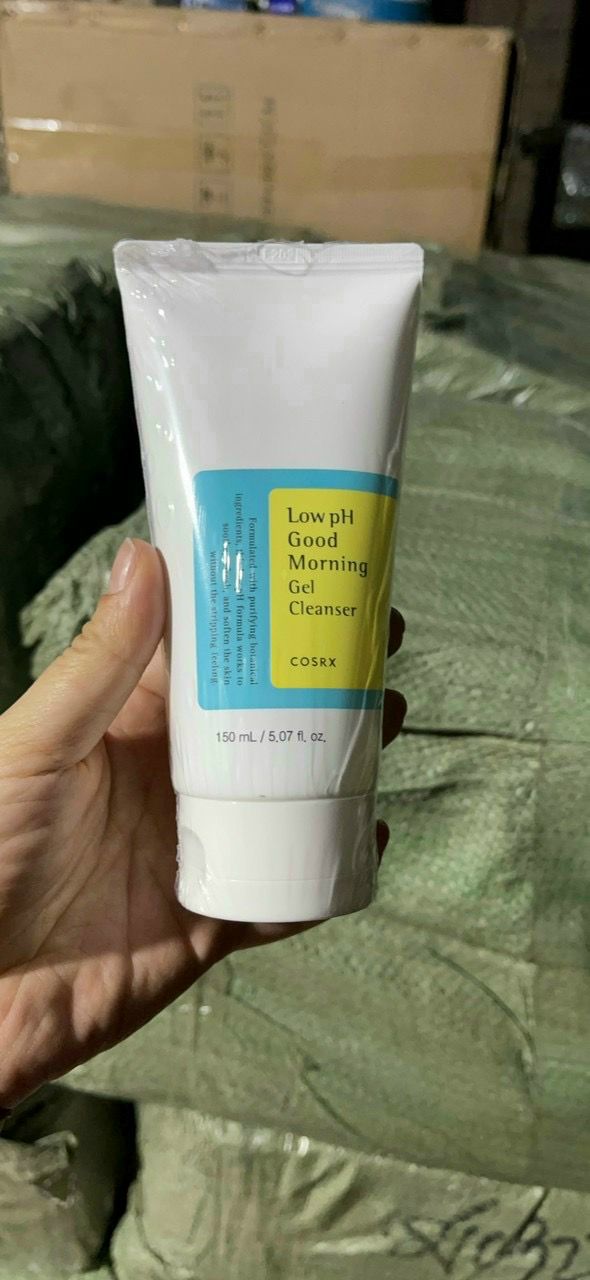 Low pH
Good
Morning
Gel
Cleanser
COSRX
Formulated with purifying botanical
ingredients, formula works to
and soften the skin
without the stripping feeling.
150 mL / 5.07 fl. oz.